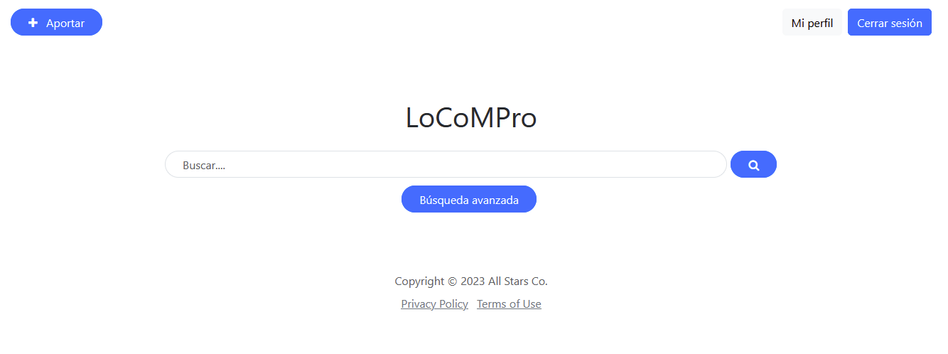 Aportar
Mi perfil
Cerrar sesión
LoCoMPro
Buscar....
Búsqueda avanzada
Copyright © 2023 All Stars Co.
Privacy Policy Terms of Use